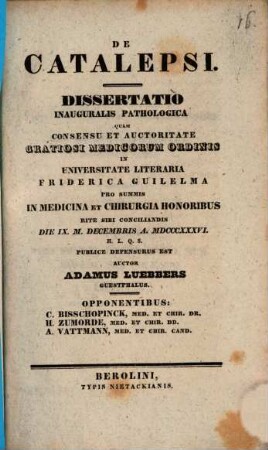 16.
DE
CATALEPSI.
DISSERTATIO
INAUGURALIS PATHOLOGICA
QUAM
CONSENSU ET AUCTORITATE
GRATIOSI MEDICORUM ORDINIS
IN
UNIVERSITATE LITERARIA
FRIDERICA GUILELMA
PRO SUMMIS
IN MEDICINA ET CHIRURGIA HONORIBUS
RITE SIBI CONCILIANDIS
DIE IX. M. DECEMBRIS A. MDCCCXXXVI.
H. L. Q. S.
PUBLICE DEFENSURUS EST
AUCTOR
ADAMUS LUEBBERS
GUESTPHALUS.
OPPONENTIBUS:
C. BISSCHOPINCK, MED. ET CHIR. DR.
H. ZUMORDE, MED. ET CHIR. DD.
A. VATTMANN, MED. ET CHIR. CAND.
BEROLINI,
TYPIS NIETACKIANIS.